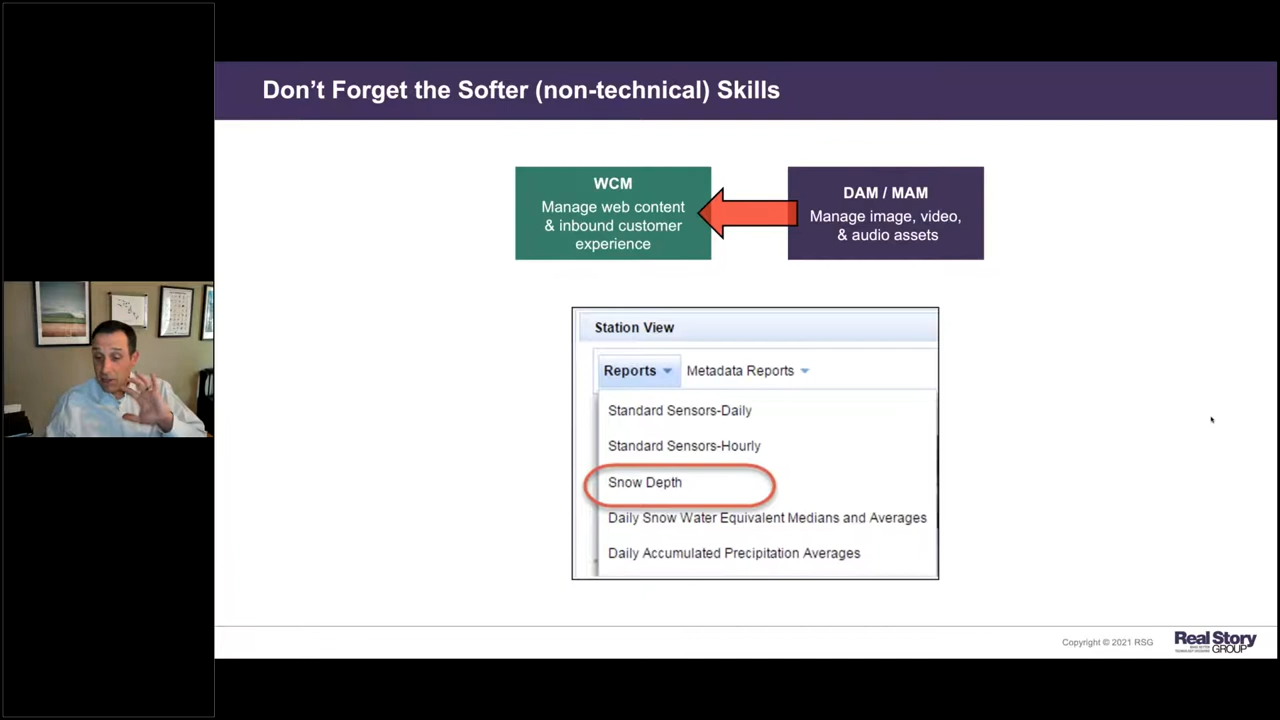 Don't Forget the Softer (non-technical) Skills
WCM
Manage web content
& inbound customer
experience
DAM / MAM
Manage image, video,
& audio assets
Station View
Reports
Metadata Reports
Standard Sensors-Daily
Standard Sensors-Hourly
Snow Depth
Daily Snow Water Equivalent Medians and Averages
Daily Accumulated Precipitation Averages
Copyright © 2021 RSG
Real Story
GROUP